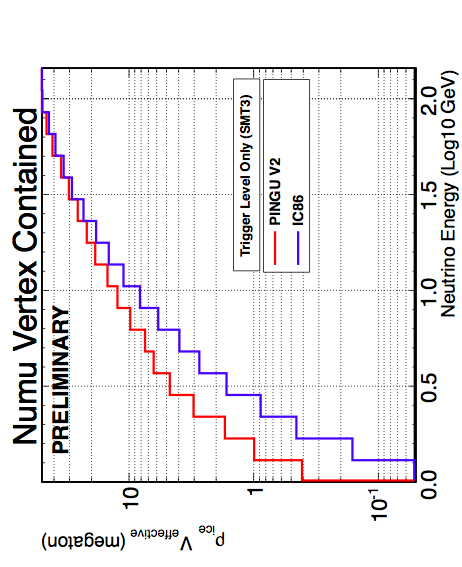 Numu Vertex Contained
PRELIMINARY
Trigger Level Only (SMT3)
PINGU V2
IC86
ρice Veffective (megaton)
10
1
10-1
0.0 0.5 1.0 1.5 2.0
Neutrino Energy (Log10 GeV)